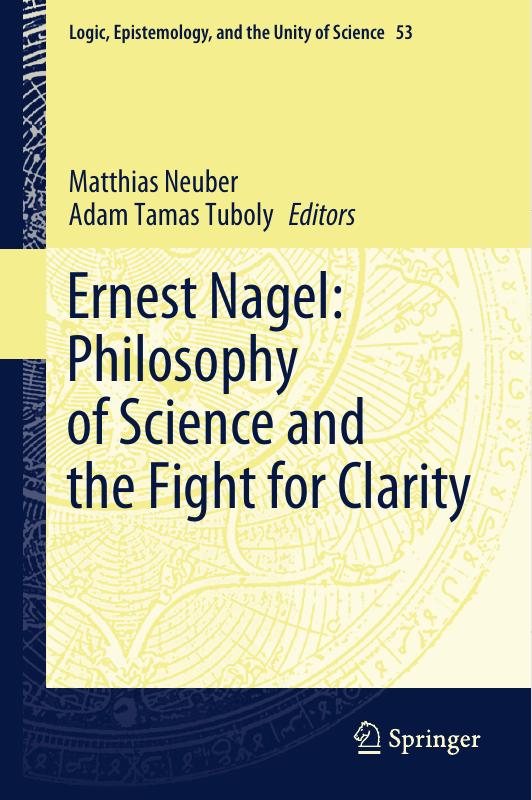 Logic, Epistemology, and the Unity of Science 53
Matthias Neuber
Adam Tamas Tuboly Editors
Ernest Nagel:
Philosophy
of Science and
the Fight for Clarity
Springer